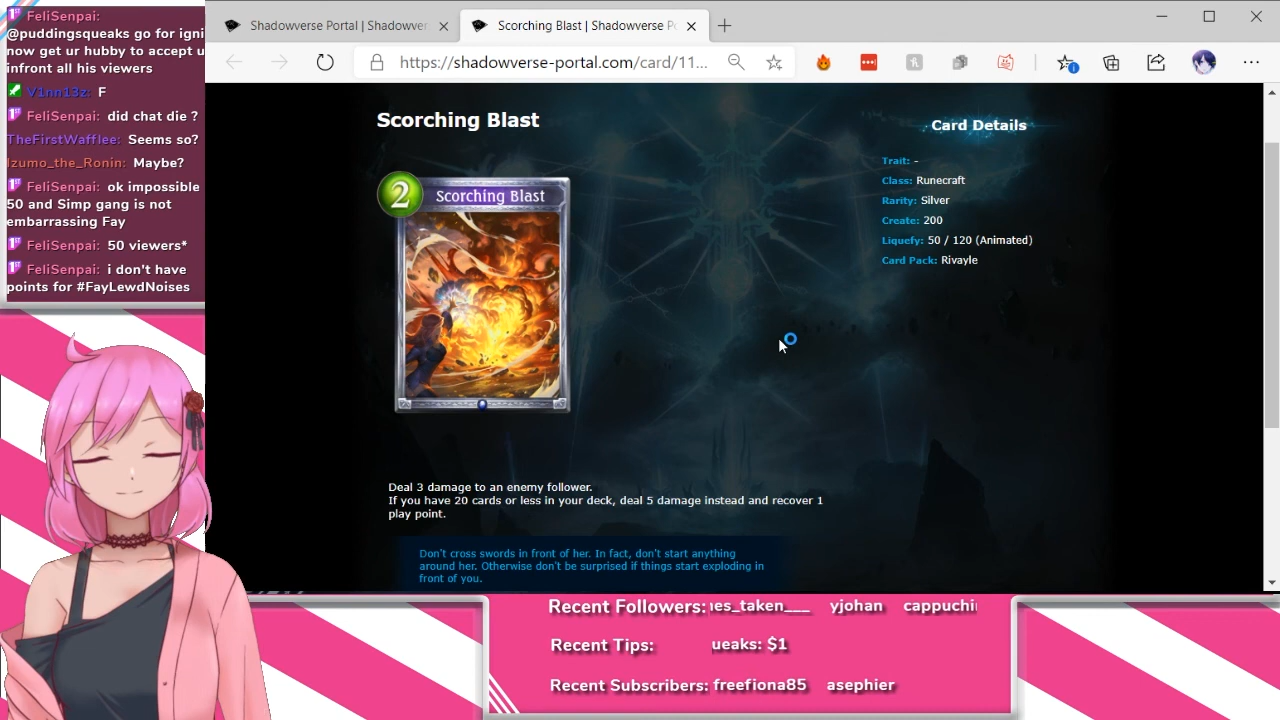 FeliSenpai:
@puddingsqueaks go for igni
now get ur hubby to accept u
infront all his viewers
V1nn13z: F
FeliSenpai: did chat die ?
TheFirstWafflee: Seems so?
Izumo_the_Ronin: Maybe?
FeliSenpai: ok impossible
50 and Simp gang is not
embarrassing Fay
FeliSenpai: 50 viewers*
FeliSenpai: i don't have
points for #FayLewdNoises
Shadowverse Portal | Shadowver
Scorching Blast | Shadowverse Po
https://shadowverse-portal.com/card/11...
Scorching Blast
2
Scorching Blast
Card Details
Trait: -
Class: Runecraft
Rarity: Silver
Create: 200
Liquefy: 50 / 120 (Animated)
Card Pack: Rivayle
Deal 3 damage to an enemy follower.
If you have 20 cards or less in your deck, deal 5 damage instead and recover 1
play point.
Don't cross swords in front of her. In fact, don't start anything
around her. Otherwise don't be surprised if things start exploding in
front of you.
Recent Followers: nes_taken___ yjohan cappuchi
Recent Tips: ueaks: $1
Recent Subscribers: freefiona85 asephier